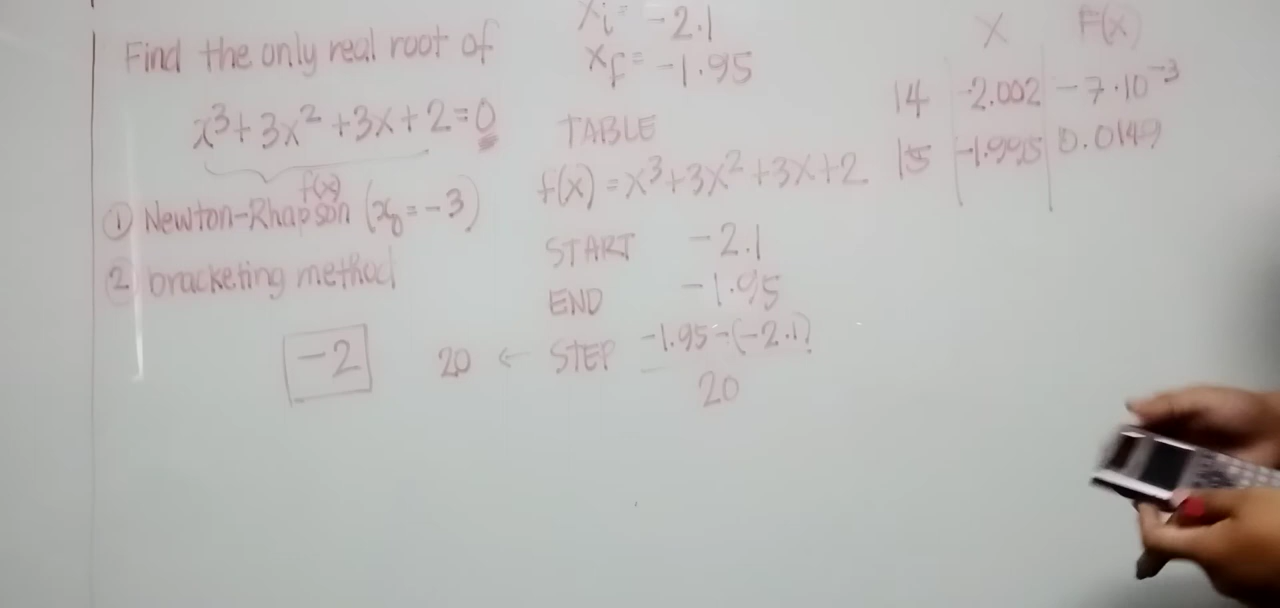 Find the only real root of
x³+3x²+3x+2=0
f(x)
① Newton-Rhapson (x₀=-3)
② bracketing method
-2
xi= -2.1
xf= -1.95
TABLE
f(x)=x³+3x²+3x+2
START -2.1
END -1.95
20 ← STEP -1.95-(-2.1)
20
X F(x)
14 -2.002 -7·10⁻³
15 -1.995 0.0149